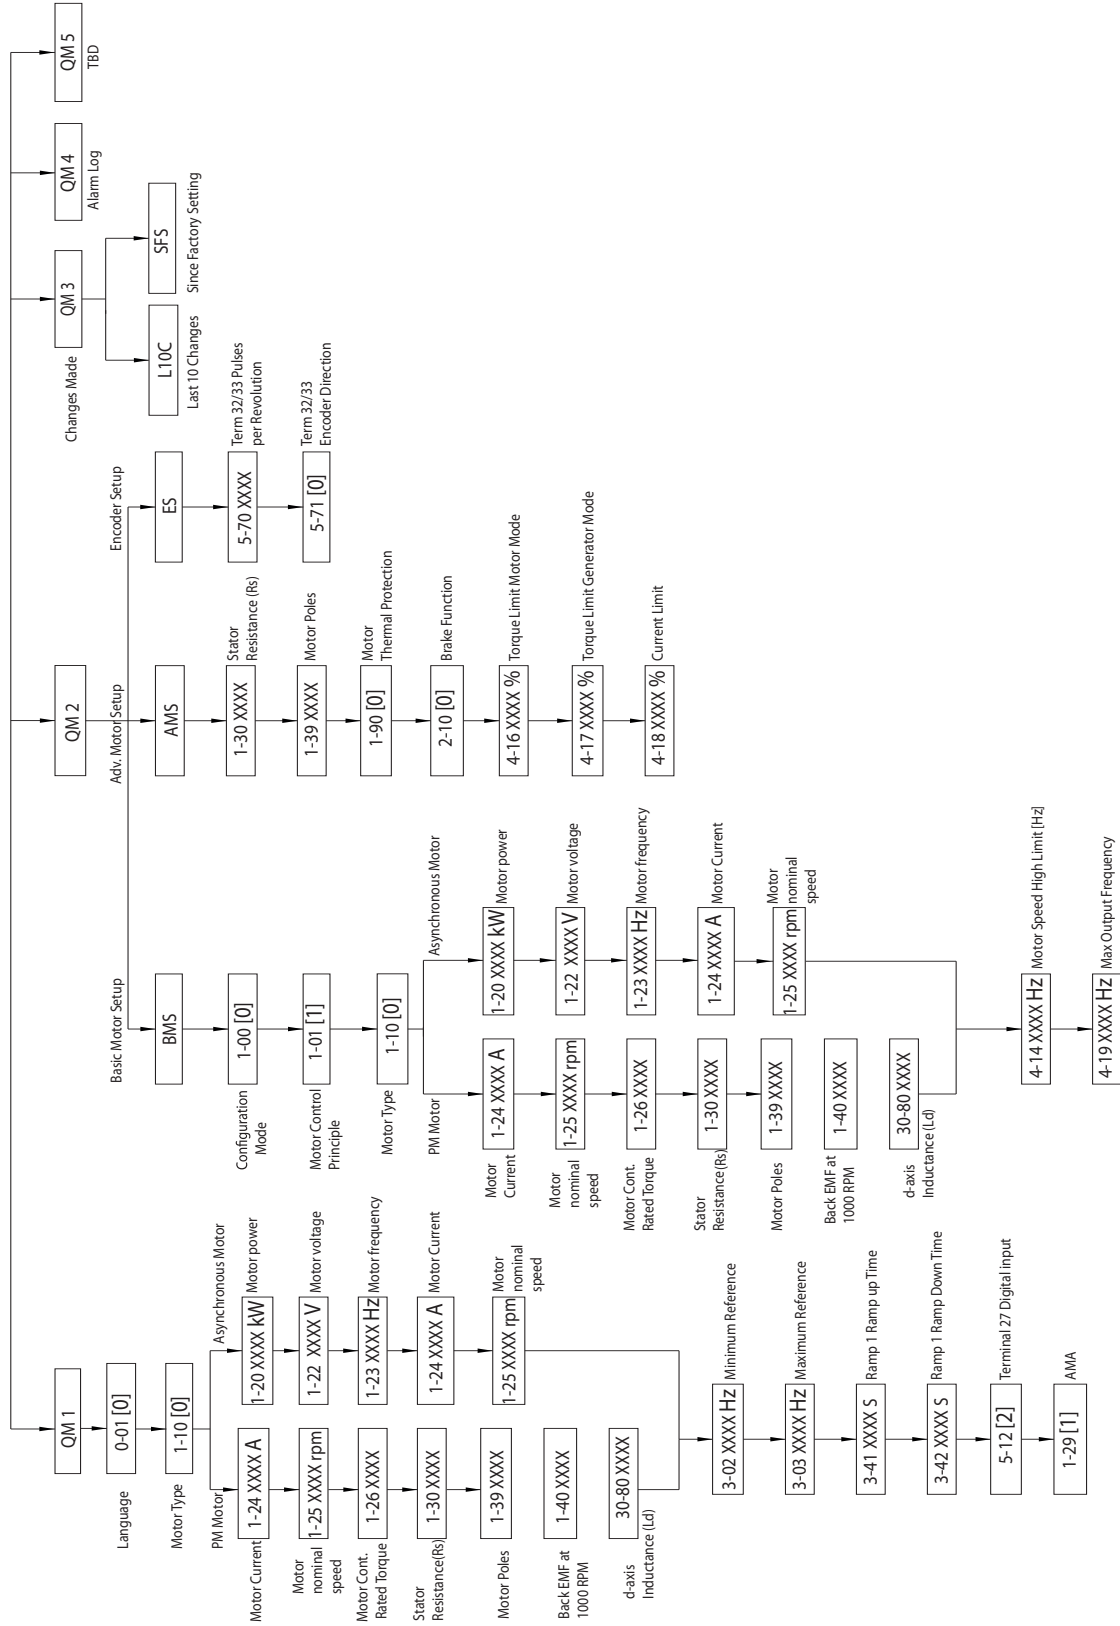 QM 1
0-01 [0]
Language
1-10 [0]
Motor Type
PM Motor
Asynchronous Motor
1-24 XXXX A
Motor Current
1-25 XXXX rpm
Motor
nominal
speed
1-26 XXXX
Motor Cont.
Rated Torque
1-30 XXXX
Stator
Resistance(Rs)
1-39 XXXX
Motor Poles
1-40 XXXX
Back EMF at
1000 RPM
30-80 XXXX
d-axis
Inductance (Ld)
1-20 XXXX kW
Motor power
1-22 XXXX V
Motor voltage
1-23 XXXX Hz
Motor frequency
1-24 XXXX A
Motor Current
1-25 XXXX rpm
Motor
nominal
speed
3-02 XXXX Hz
Minimum Reference
3-03 XXXX Hz
Maximum Reference
3-41 XXXX S
Ramp 1 Ramp up Time
3-42 XXXX S
Ramp 1 Ramp Down Time
5-12 [2]
Terminal 27 Digital input
1-29 [1]
AMA
QM 2
Basic Motor Setup
BMS
1-00 [0]
Configuration
Mode
1-01 [1]
Motor Control
Principle
1-10 [0]
Motor Type
PM Motor
Asynchronous Motor
1-24 XXXX A
Motor
Current
1-25 XXXX rpm
Motor
nominal
speed
1-26 XXXX
Motor Cont.
Rated Torque
1-30 XXXX
Stator
Resistance(Rs)
1-39 XXXX
Motor Poles
1-40 XXXX
Back EMF at
1000 RPM
30-80 XXXX
d-axis
Inductance (Ld)
1-20 XXXX kW
Motor power
1-22 XXXX V
Motor voltage
1-23 XXXX Hz
Motor frequency
1-24 XXXX A
Motor Current
1-25 XXXX rpm
Motor
nominal
speed
4-14 XXXX Hz
Motor Speed High Limit [Hz]
4-19 XXXX Hz
Max Output Frequency
Adv. Motor Setup
AMS
1-30 XXXX
Stator
Resistance (Rs)
1-39 XXXX
Motor Poles
1-90 [0]
Motor
Thermal Protection
2-10 [0]
Brake Function
4-16 XXXX %
Torque Limit Motor Mode
4-17 XXXX %
Torque Limit Generator Mode
4-18 XXXX %
Current Limit
Encoder Setup
ES
5-70 XXXX
Term 32/33 Pulses
per Revolution
5-71 [0]
Term 32/33
Encoder Direction
QM 3
Changes Made
L10C
Last 10 Changes
SFS
Since Factory Setting
QM 4
Alarm Log
QM 5
TBD